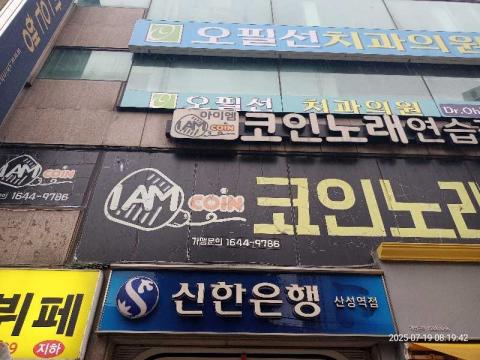 오필선치과의원
오필선 치과의원
Dr.Oh
아이엠
COIN
코인노래연습
I AM
COIN
코인노래
가맹문의 1644-9786
I AM
COIN
1644-9786
신한은행 산성역점
뷔페
지하
2025-07-19 08:19:42